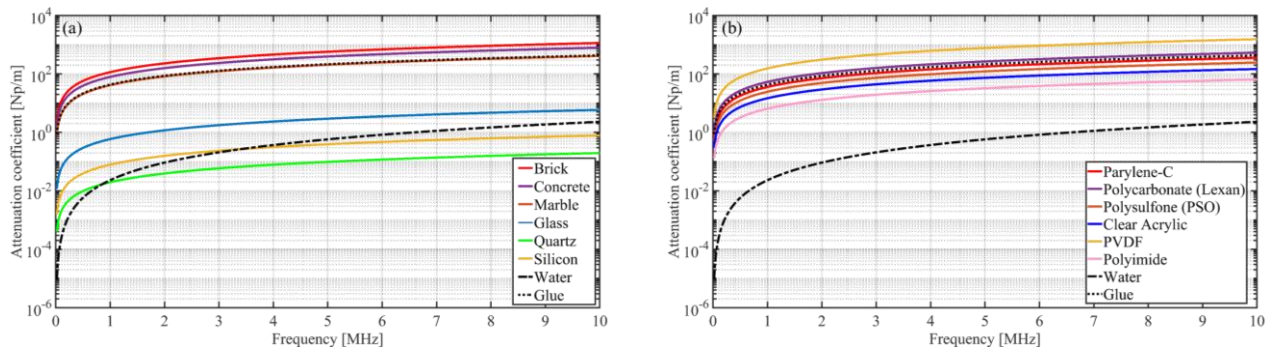 (a)
Attenuation coefficient [Np/m]
10^4
10^2
10^0
10^-2
10^-4
10^-6
0 1 2 3 4 5 6 7 8 9 10
Frequency [MHz]
Brick
Concrete
Marble
Glass
Quartz
Silicon
Water
Glue
(b)
Attenuation coefficient [Np/m]
10^4
10^2
10^0
10^-2
10^-4
10^-6
0 1 2 3 4 5 6 7 8 9 10
Frequency [MHz]
Parylene-C
Polycarbonate (Lexan)
Polysulfone (PSO)
Clear Acrylic
PVDF
Polyimide
Water
Glue